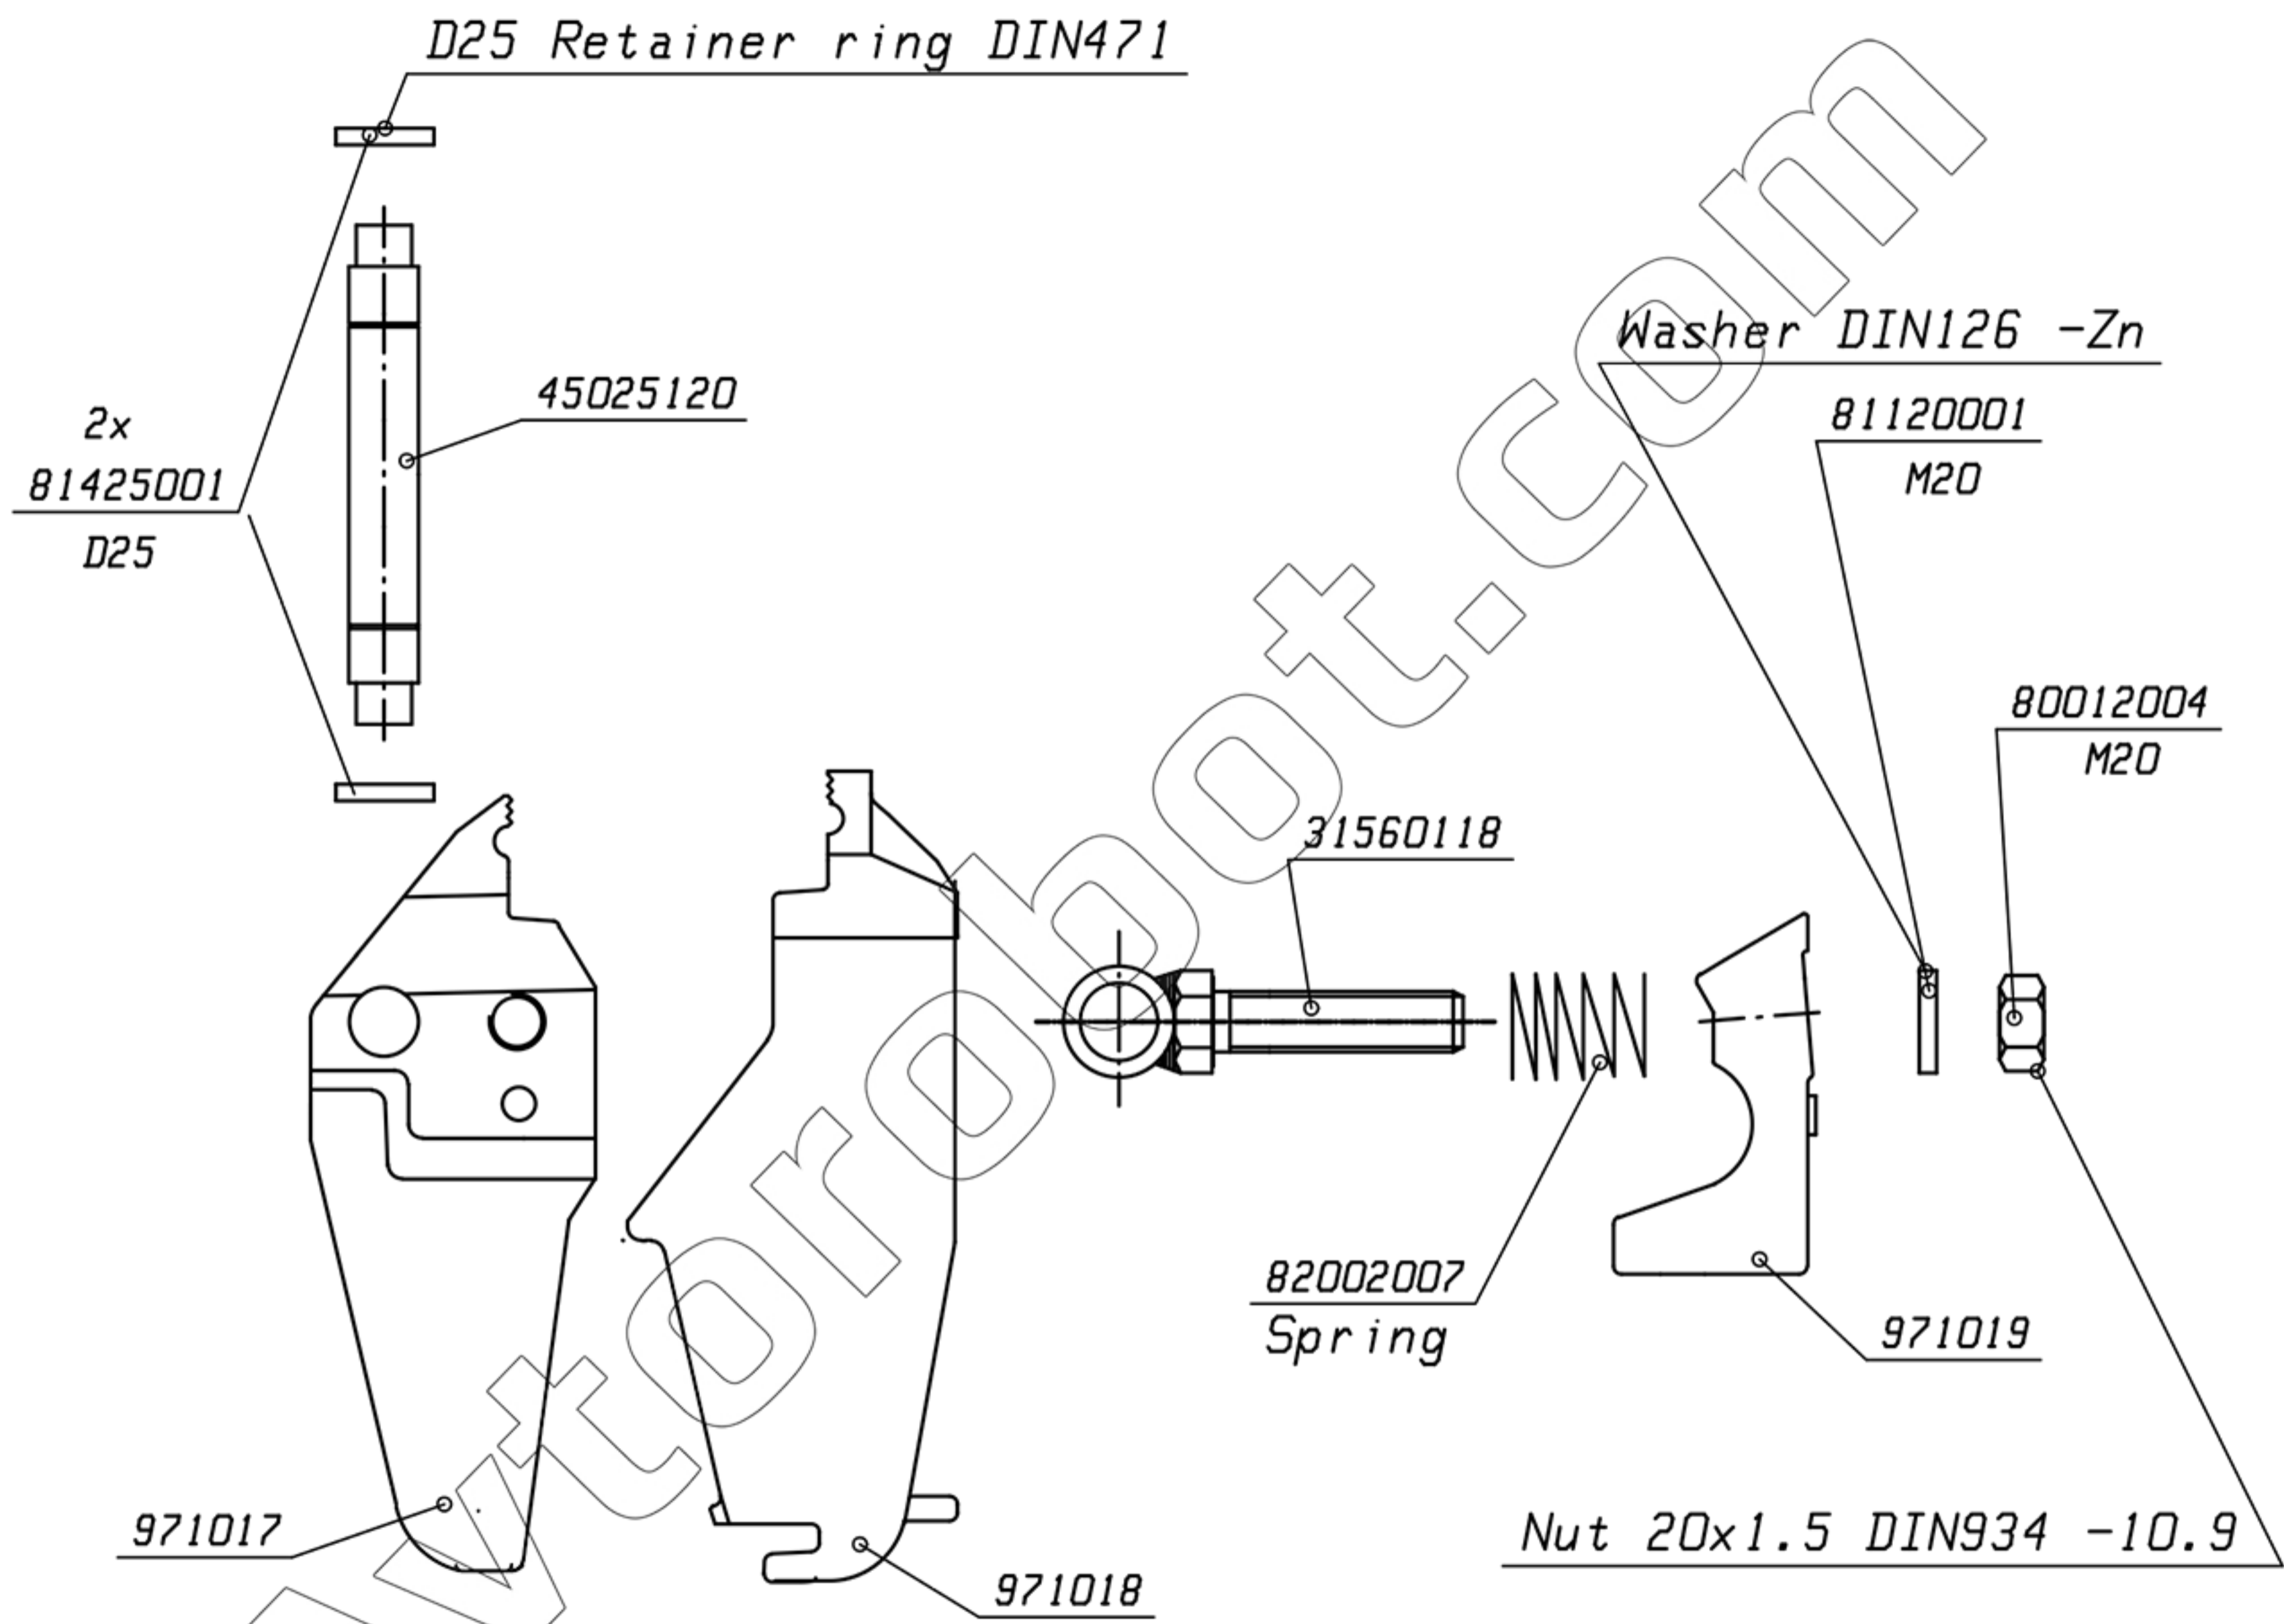 D25 Retainer ring DIN471
Washer DIN126 -Zn
45025120
2x
81425001
D25
81120001
M20
80012004
M20
31560118
82002007
Spring
971019
971017
971018
Nut 20x1.5 DIN934 -10.9
torobpot.com